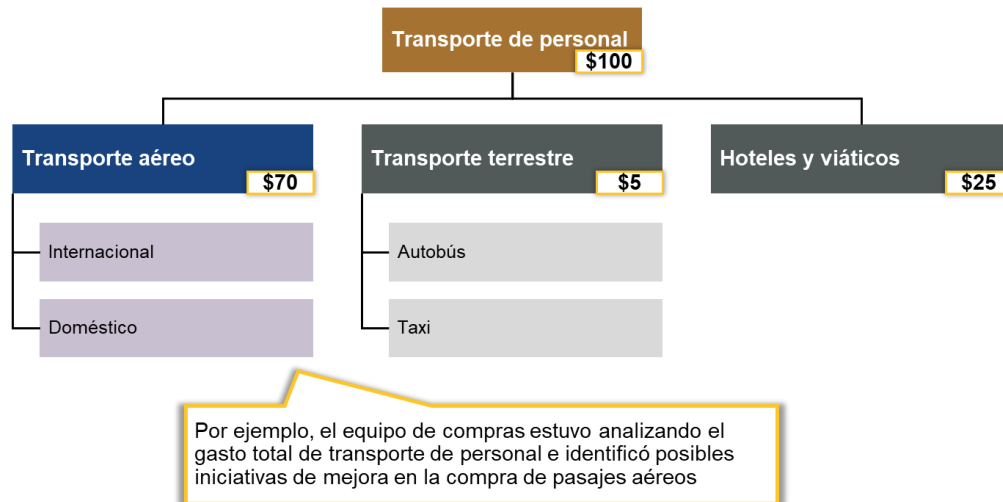 Transporte de personal
$100
Transporte aéreo
$70
Transporte terrestre
$5
Hoteles y viáticos
$25
Internacional
Autobús
Doméstico
Taxi
Por ejemplo, el equipo de compras estuvo analizando el
gasto total de transporte de personal e identificó posibles
iniciativas de mejora en la compra de pasajes aéreos